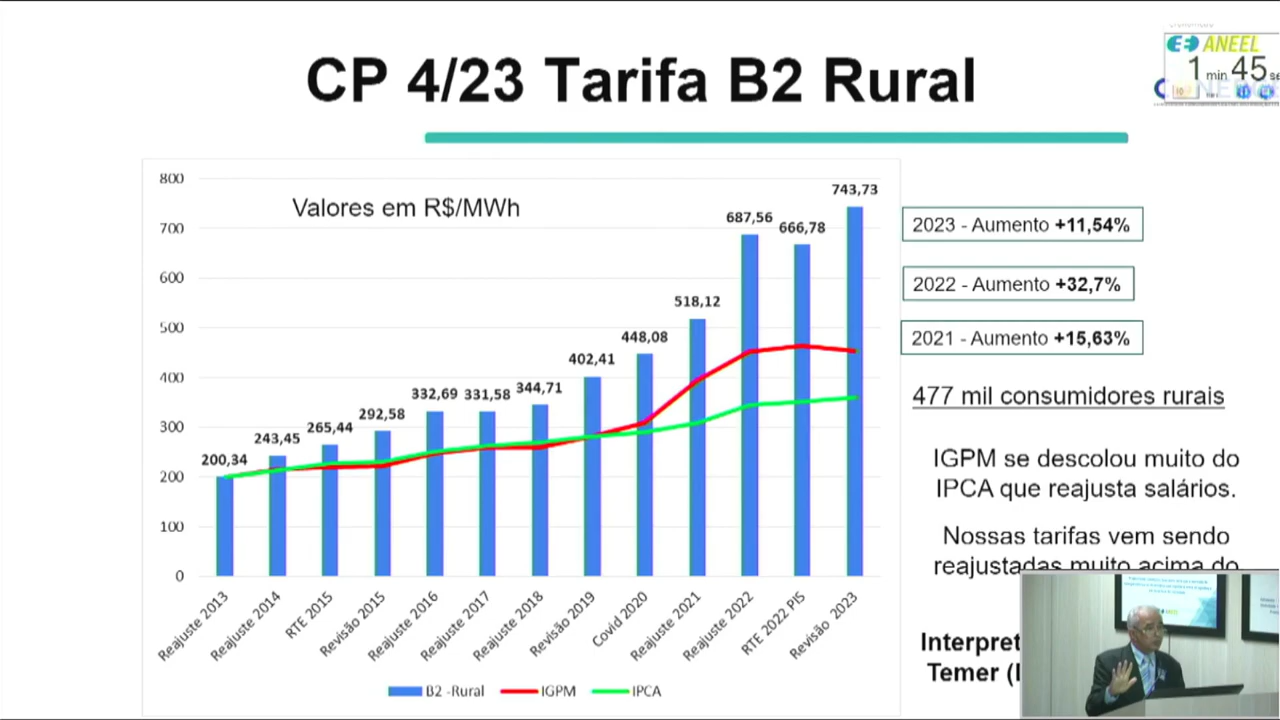 CP 4/23 Tarifa B2 Rural
ANEEL
1 min 45 se
Valores em R$/MWh
800
700
600
500
400
300
200
100
0
200,34
243,45
265,44
292,58
332,69
331,58
344,71
402,41
448,08
518,12
687,56
666,78
743,73
Reajuste 2013
Reajuste 2014
RTE 2015
Revisão 2015
Reajuste 2016
Reajuste 2017
Reajuste 2018
Revisão 2019
Covid 2020
Reajuste 2021
Reajuste 2022
RTE 2022 PIS
Revisão 2023
B2 -Rural
IGPM
IPCA
2023 - Aumento +11,54%
2022 - Aumento +32,7%
2021 - Aumento +15,63%
477 mil consumidores rurais
IGPM se descolou muito do
IPCA que reajusta salários.
Nossas tarifas vem sendo
reajustadas muito acima do
Interpret
Temer (I